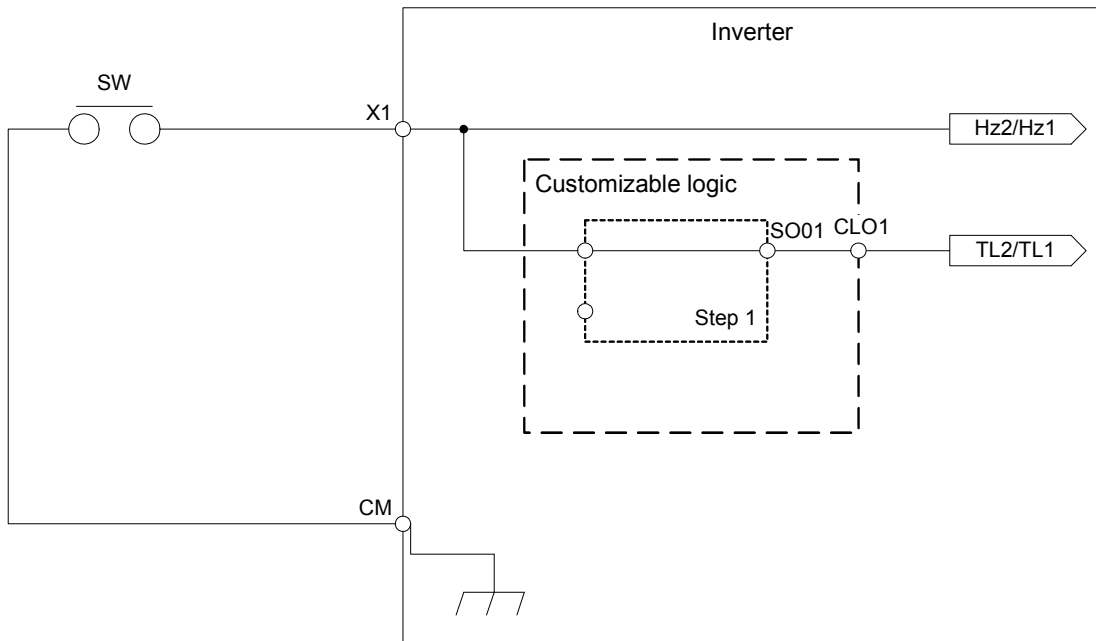 Inverter
SW
X1
Hz2/Hz1
Customizable logic
SO01 CLO1
TL2/TL1
Step 1
CM